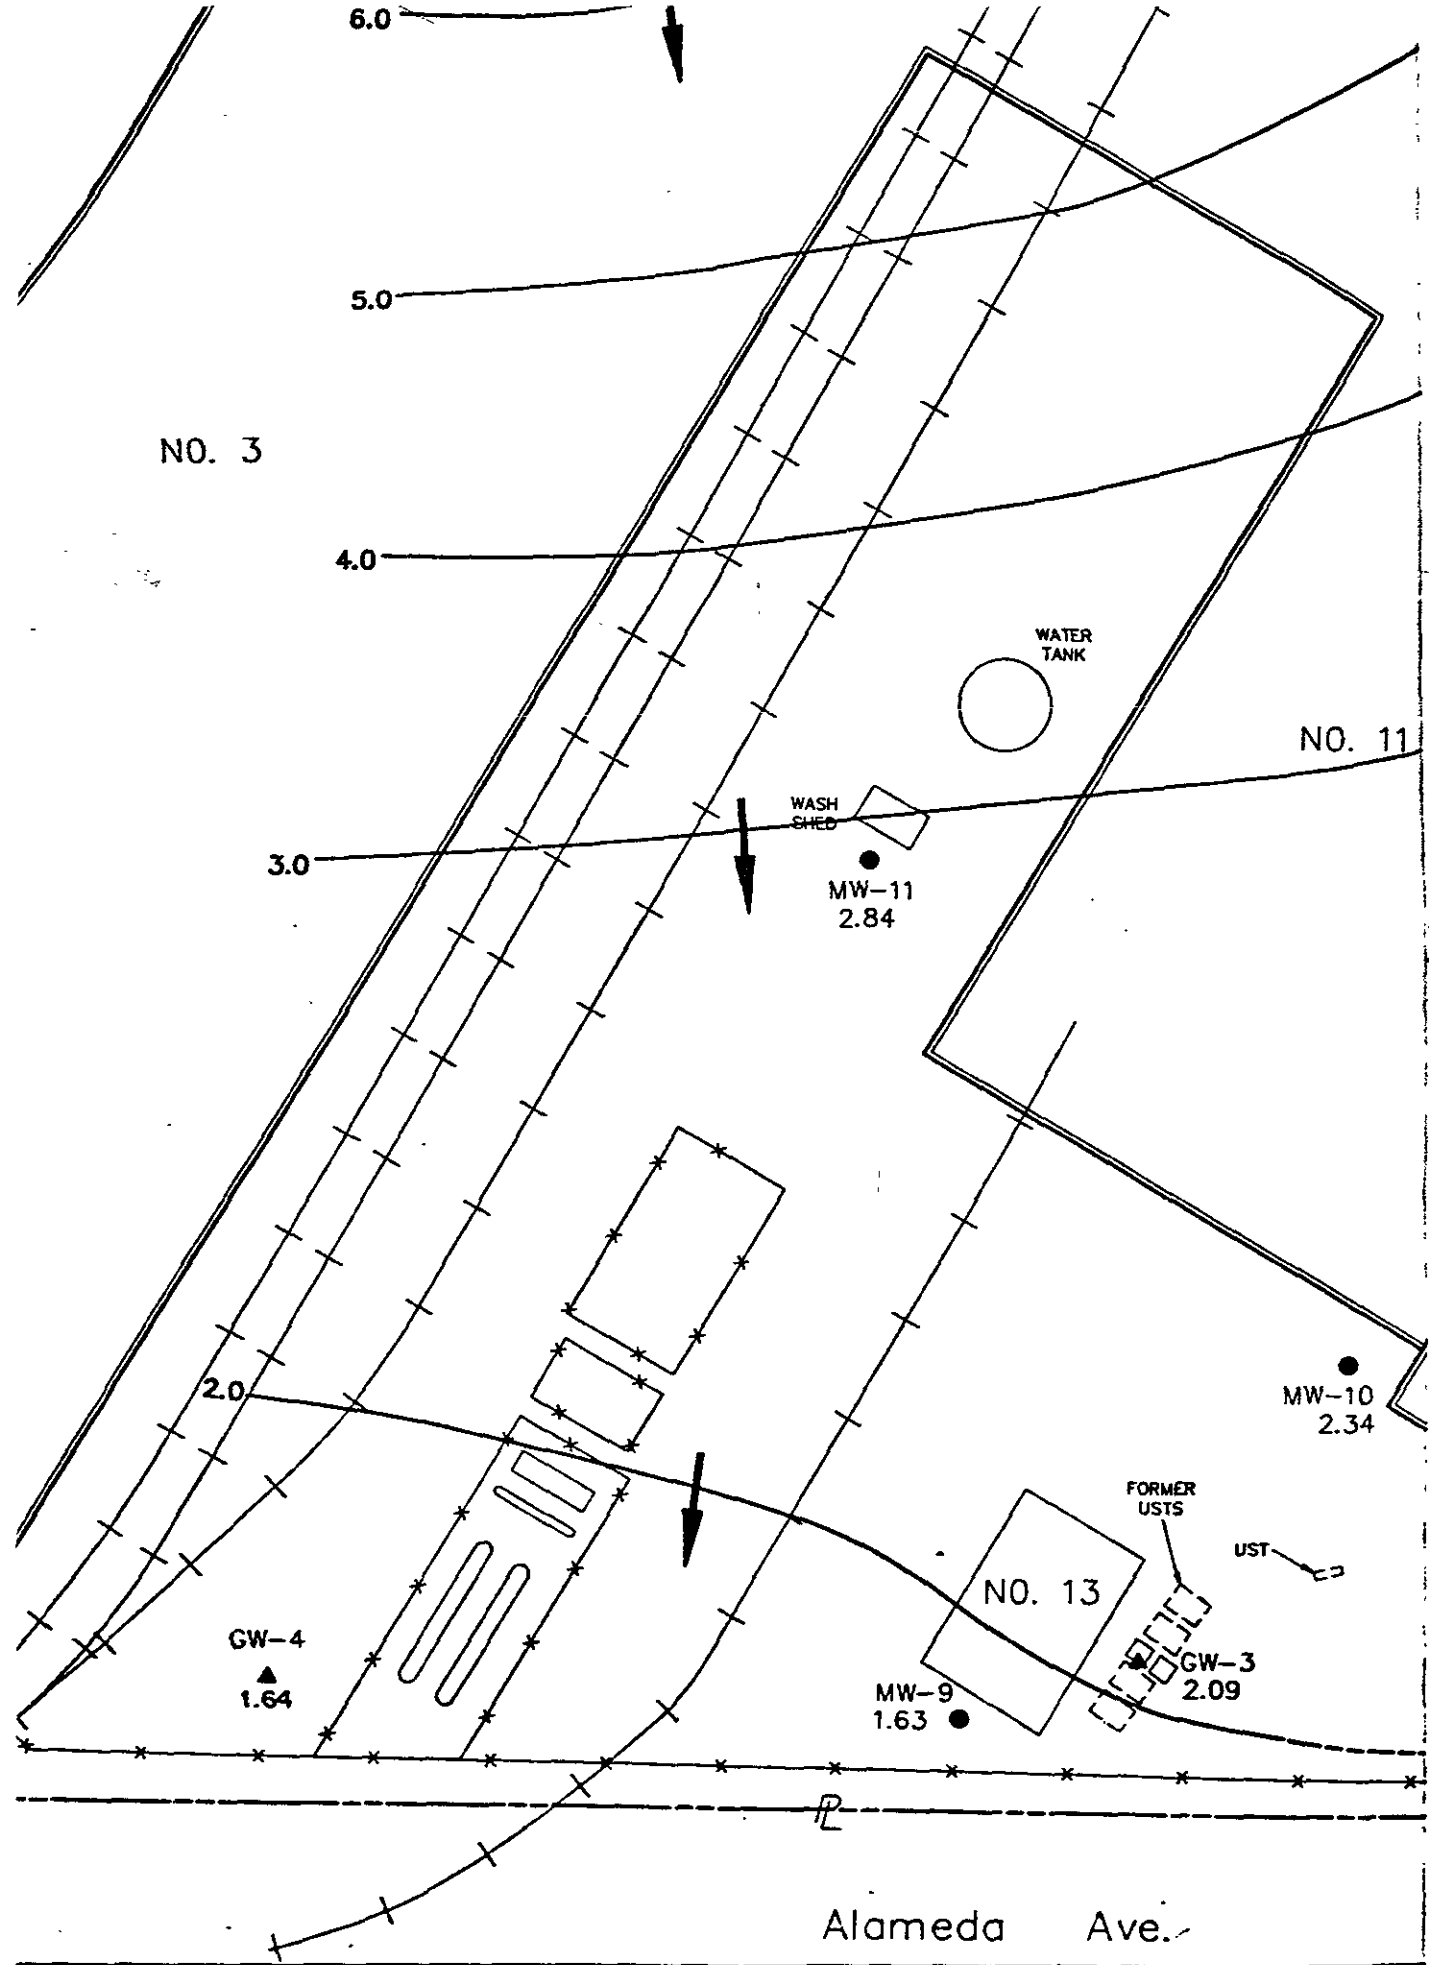 6.0
5.0
NO. 3
4.0
WATER
TANK
NO. 11
WASH
SHED
3.0
MW-11
2.84
2.0
MW-10
2.34
FORMER
USTS
UST
NO. 13
GW-4
1.64
GW-3
2.09
MW-9
1.63
PL
Alameda Ave.